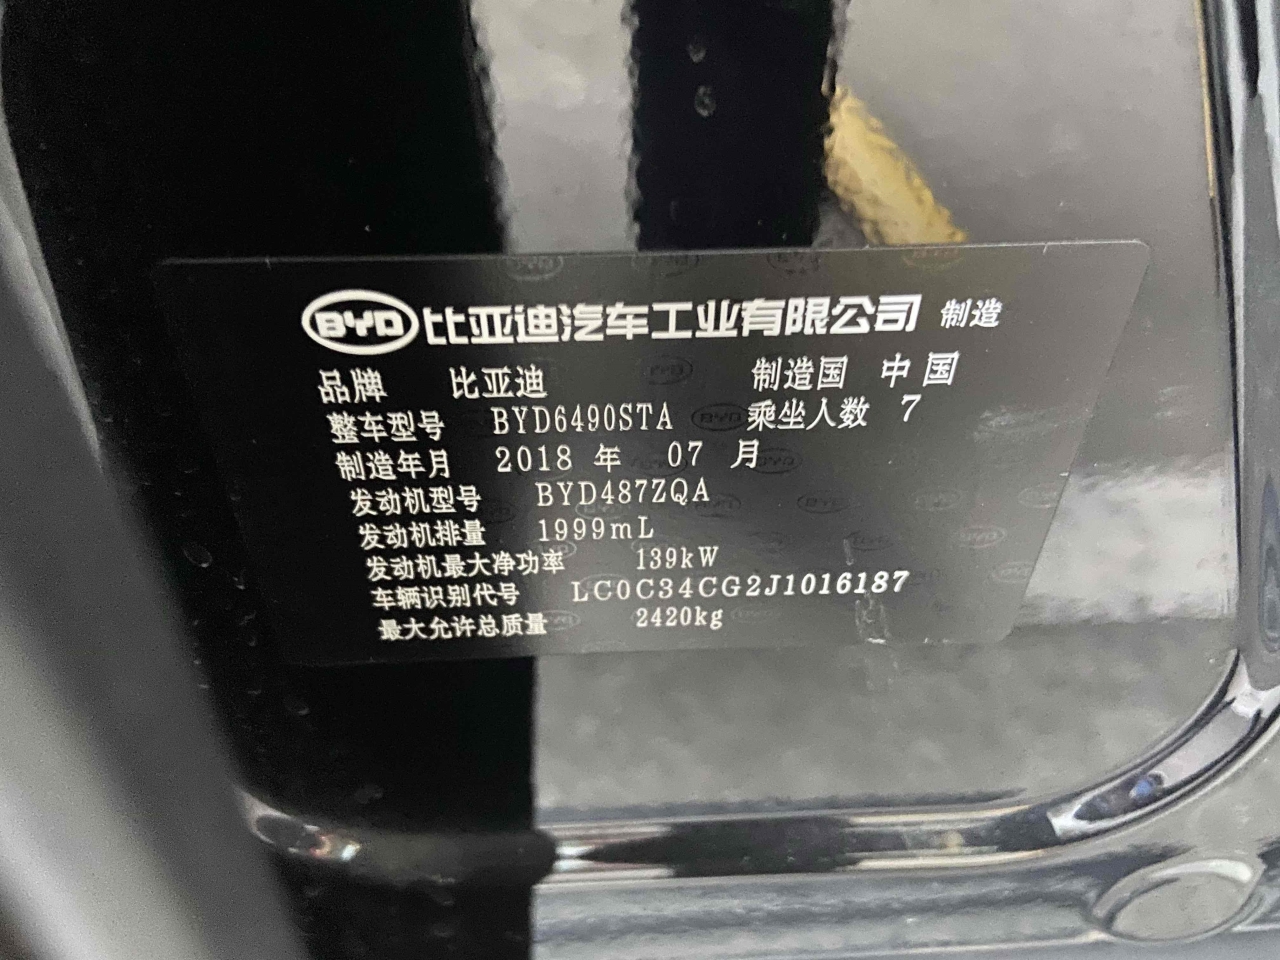 BYD 比亚迪汽车工业有限公司 制造
品牌 比亚迪 制造国 中国
整车型号 BYD6490STA 乘坐人数 7
制造年月 2018 年 07 月
发动机型号 BYD487ZQA
发动机排量 1999mL
发动机最大净功率 139kW
车辆识别代号 LC0C34CG2J1016187
最大允许总质量 2420kg